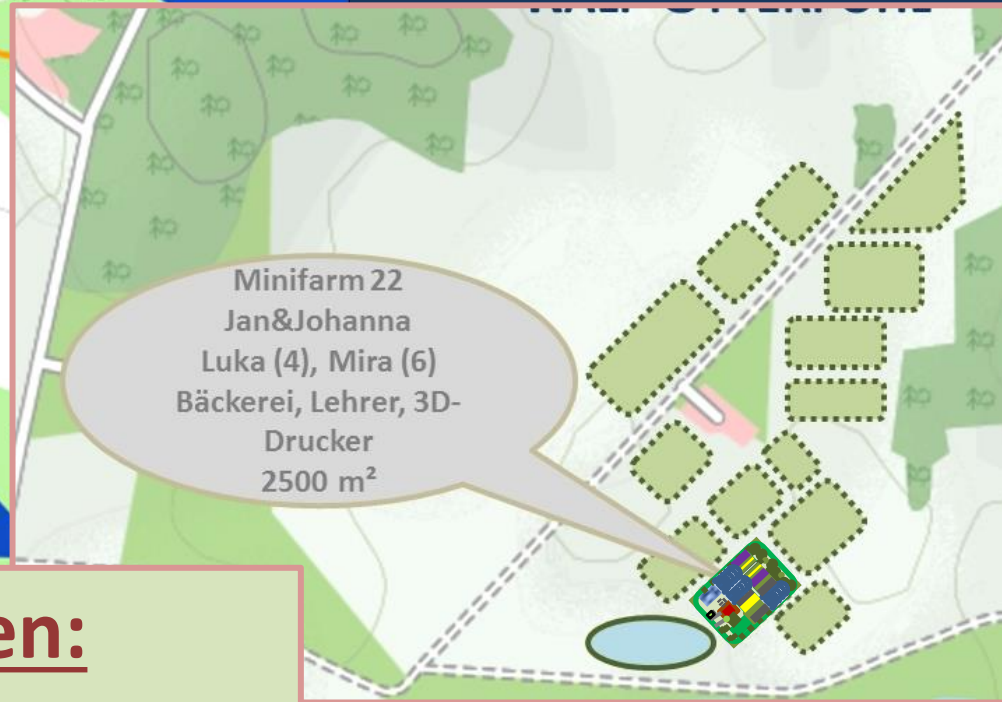 Minifarm 22
Jan&Johanna
Luka (4), Mira (6)
Bäckerei, Lehrer, 3D-
Drucker
2500 m²
en: